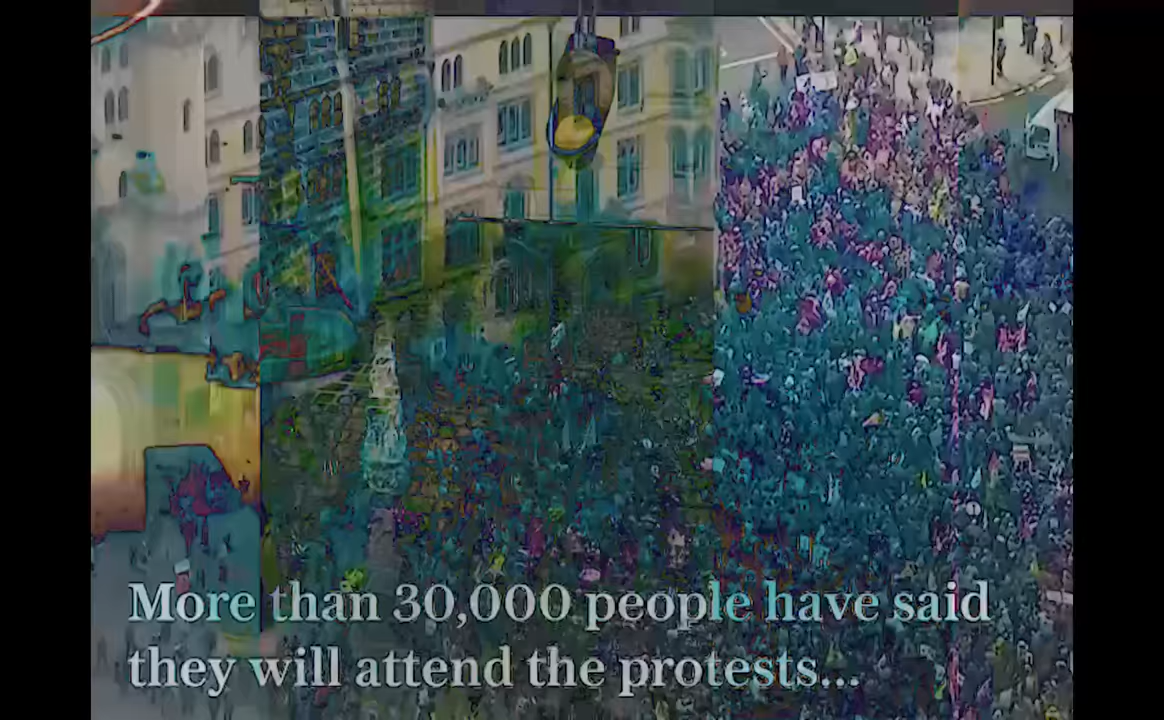 More than 30,000 people have said
they will attend the protests...